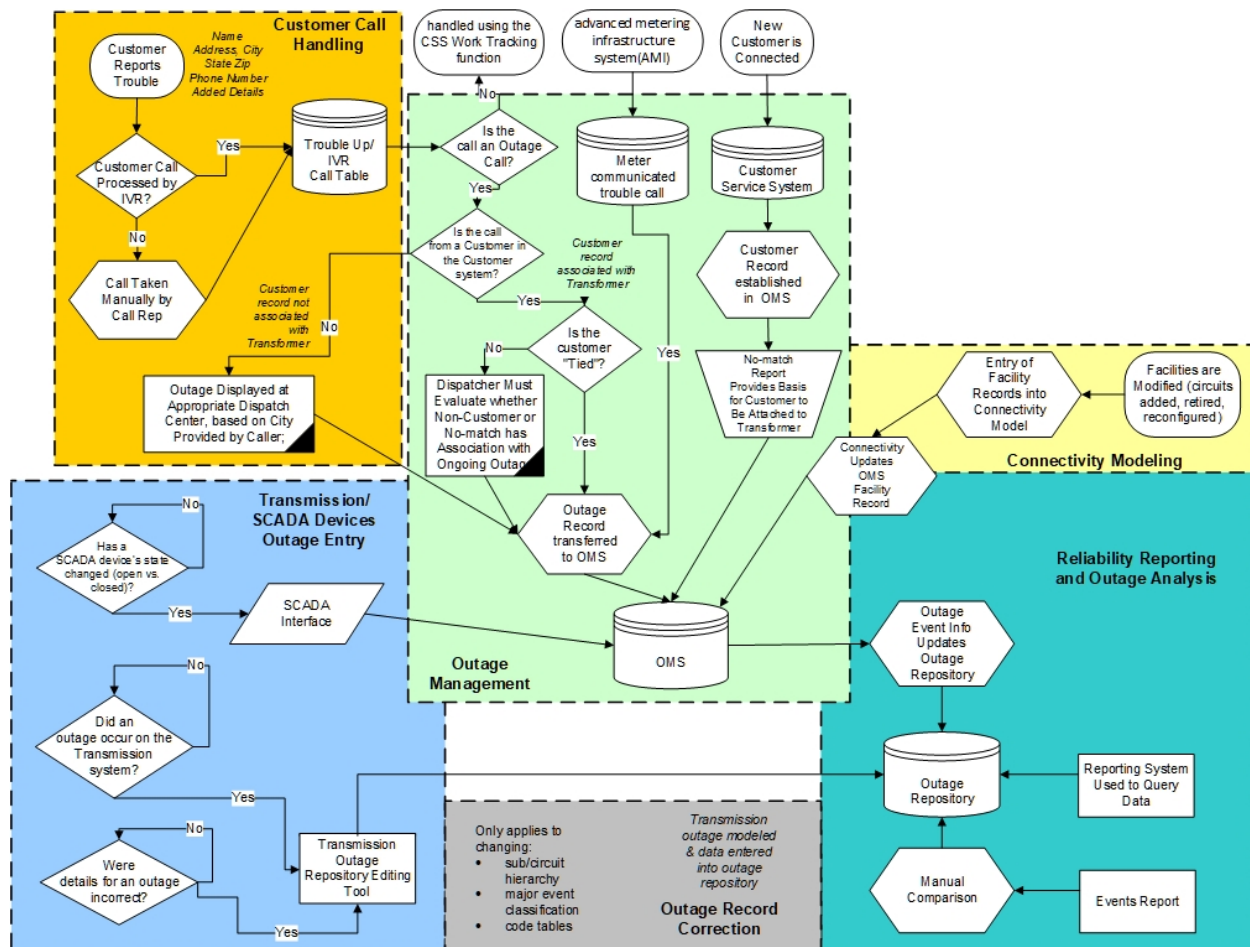 Customer Call
Handling
Customer
Reports
Trouble
Name
Address, City
State Zip
Phone Number
Added Details
Customer Call
Processed by
IVR?
Yes
No
Trouble Up/
IVR
Call Table
Call Taken
Manually by
Call Rep
Customer
record not
associated
with
Transformer
No
Outage Displayed at
Appropriate Dispatch
Center, based on City
Provided by Caller;
handled using the
CSS Work Tracking
function
No
advanced metering
infrastructure
system(AMI)
New
Customer is
Connected
Is the
call an Outage
Call?
Yes
Meter
communicated
trouble call
Customer
Service System
Is the call
from a Customer in
the Customer
system?
Customer
record
associated with
Transformer
Yes
Customer
Record
established
in OMS
Is the
customer
"Tied"?
No
Yes
Yes
Dispatcher Must
Evaluate whether
Non-Customer or
No-match has
Association with
Ongoing Outag
No-match
Report
Provides Basis
for Customer to
Be Attached to
Transformer
Outage
Record
transferred
to OMS
OMS
Outage
Management
Entry of
Facility
Records into
Connectivity
Model
Facilities are
Modified (circuits
added, retired,
reconfigured)
Connectivity
Updates
OMS
Facility
Record
Connectivity Modeling
Transmission/
SCADA Devices
Outage Entry
No
Has a
SCADA device's state
changed (open vs.
closed)?
Yes
SCADA
Interface
No
Did an
outage occur on the
Transmission
system?
Yes
No
Were
details for an outage
incorrect?
Yes
Transmission
Outage
Repository Editing
Tool
Only applies to
changing:
• sub/circuit
hierarchy
• major event
classification
• code tables
Transmission
outage modeled
& data entered
into outage
repository
Outage Record
Correction
Reliability Reporting
and Outage Analysis
Outage
Event Info
Updates
Outage
Repository
Outage
Repository
Reporting System
Used to Query
Data
Manual
Comparison
Events Report